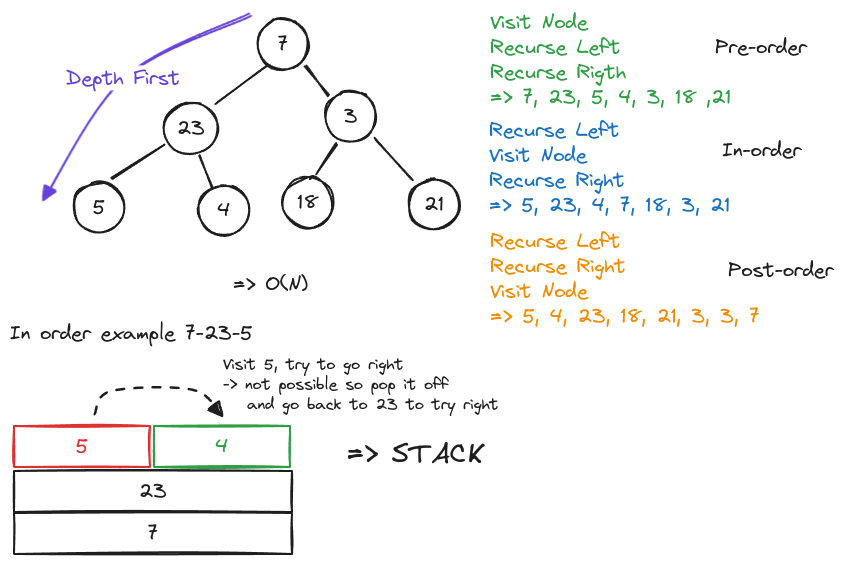 7
Depth First
23
3
5
4
18
21
=> O(N)
Visit Node
Recurse Left
Pre-order
Recurse Rigth
=> 7, 23, 5, 4, 3, 18 ,21
Recurse Left
Visit Node
In-order
Recurse Right
=> 5, 23, 4, 7, 18, 3, 21
Recurse Left
Recurse Right
Post-order
Visit Node
=> 5, 4, 23, 18, 21, 3, 3, 7
In order example 7-23-5
Visit 5, try to go right
-> not possible so pop it off
and go back to 23 to try right
5
4
=> STACK
23
7